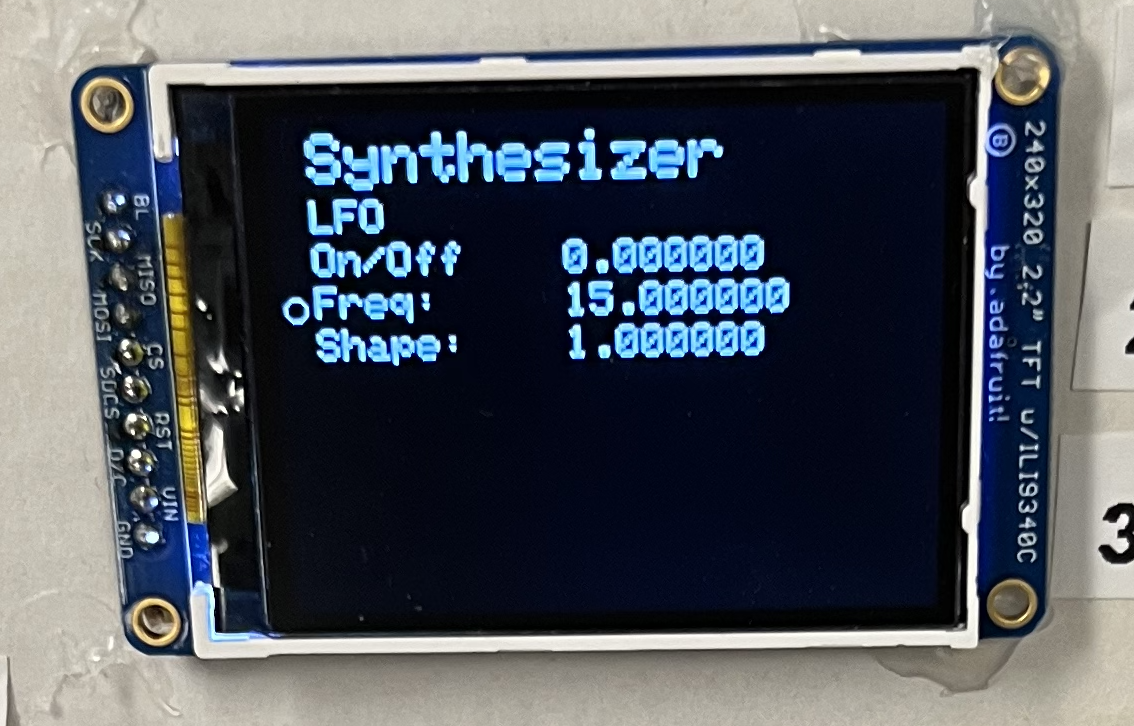 Synthesizer
LFO
On/Off 0.000000
Freq: 15.000000
Shape: 1.000000
BL
SCK
MISO
MOSI
CS
SDCS
RST
D/C
VIN
GND
240x320 2.2" TFT w/ILI9340C
by.adafruit!
B
3